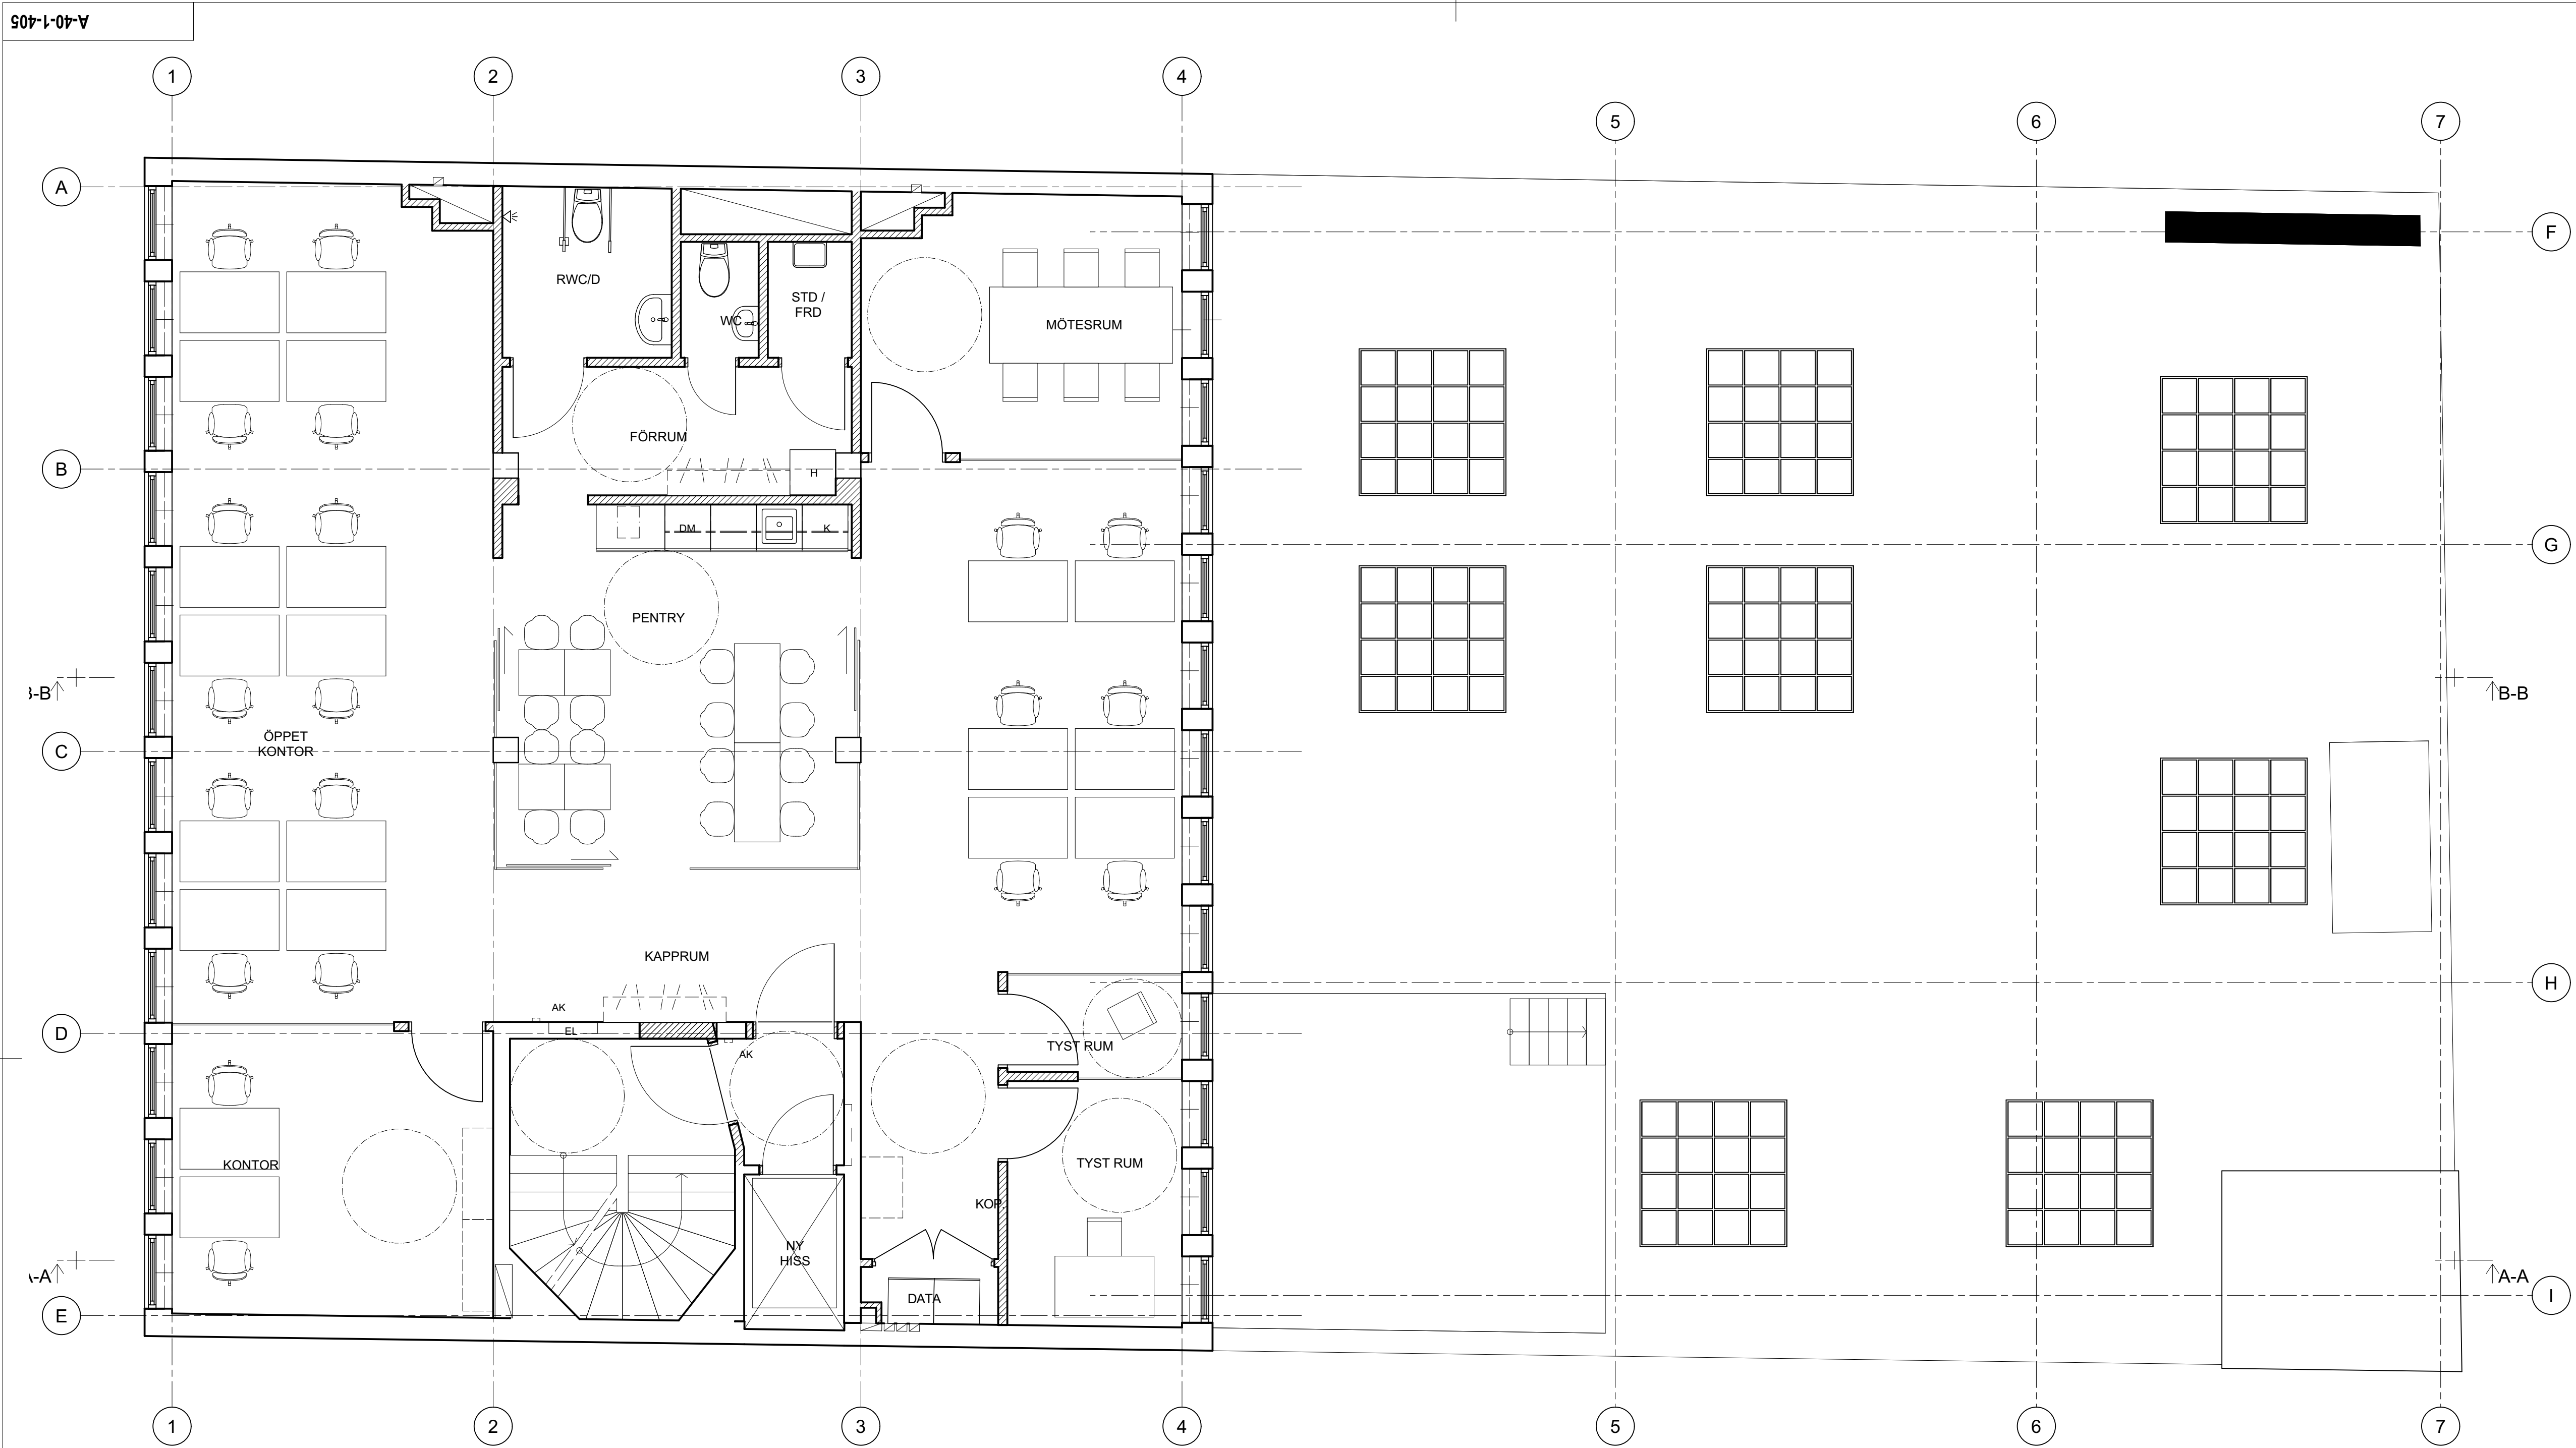 A-40-1-405
1
2
3
4
5
6
7
A
F
RWC/D
WC
STD /
FRD
MÖTESRUM
FÖRRUM
B
H
DM
K
G
PENTRY
B-B
ÖPPET
KONTOR
C
KAPPRUM
H
AK
EL
D
AK
TYST RUM
KONTOR
TYST RUM
KOP.
NY
HISS
A-A
DATA
E
I
1
2
3
4
5
6
7